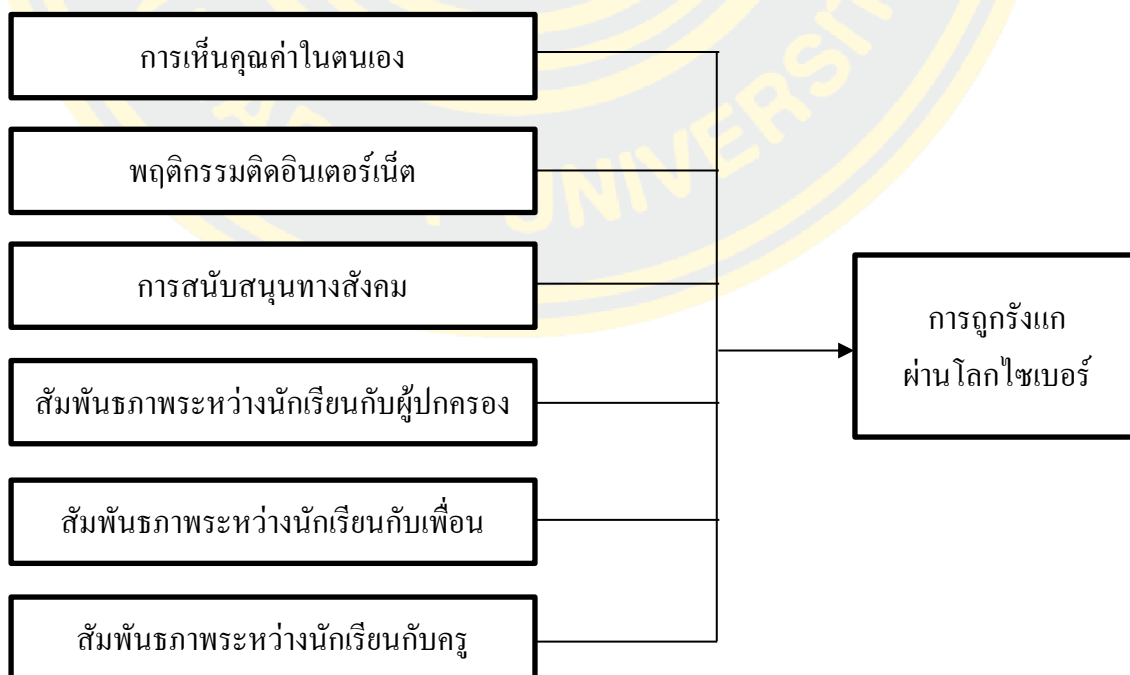 การเห็นคุณค่าในตนเอง
พฤติกรรมติดอินเตอร์เน็ต
การสนับสนุนทางสังคม
สัมพันธภาพระหว่างนักเรียนกับผู้ปกครอง
สัมพันธภาพระหว่างนักเรียนกับเพื่อน
สัมพันธภาพระหว่างนักเรียนกับครู
การถูกรังแก
ผ่านโลกไซเบอร์
UNIVERSIT